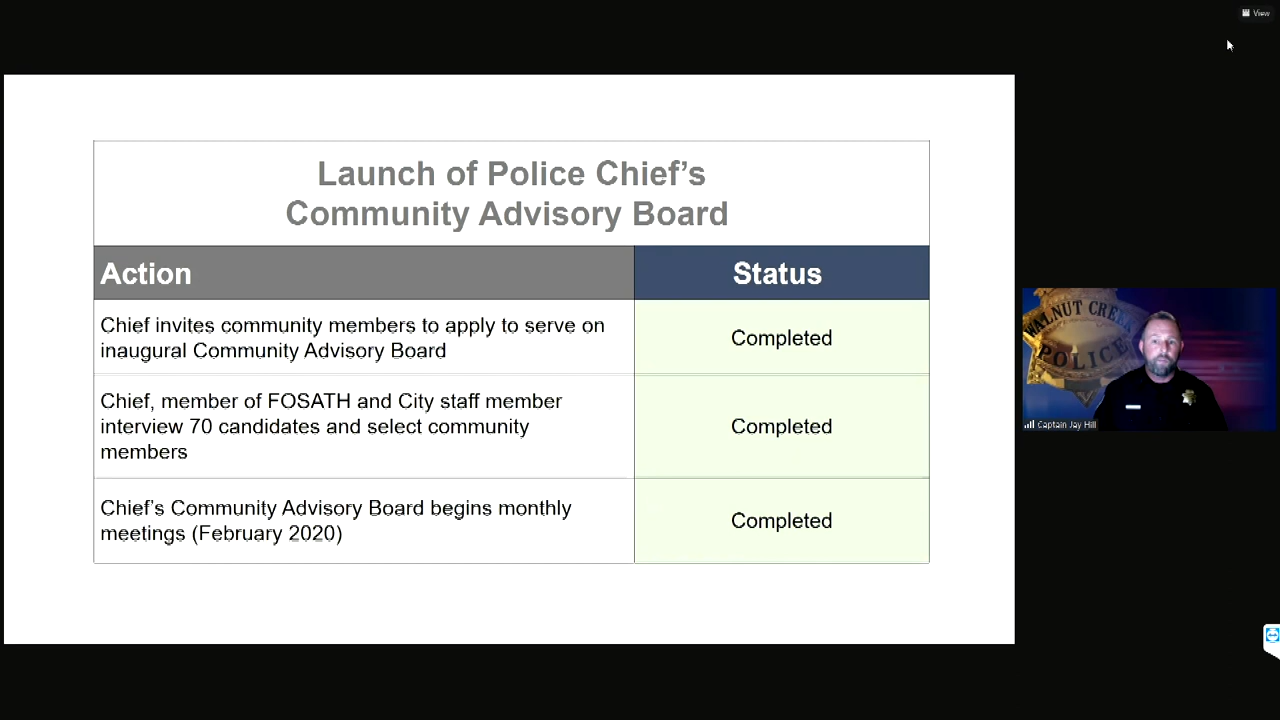 View
Launch of Police Chief's
Community Advisory Board
Action
Status
Chief invites community members to apply to serve on
inaugural Community Advisory Board
Completed
Chief, member of FOSATH and City staff member
interview 70 candidates and select community
members
Completed
Chief's Community Advisory Board begins monthly
meetings (February 2020)
Completed
WALNUT CREEK
POLICE
Captain Jay Hill